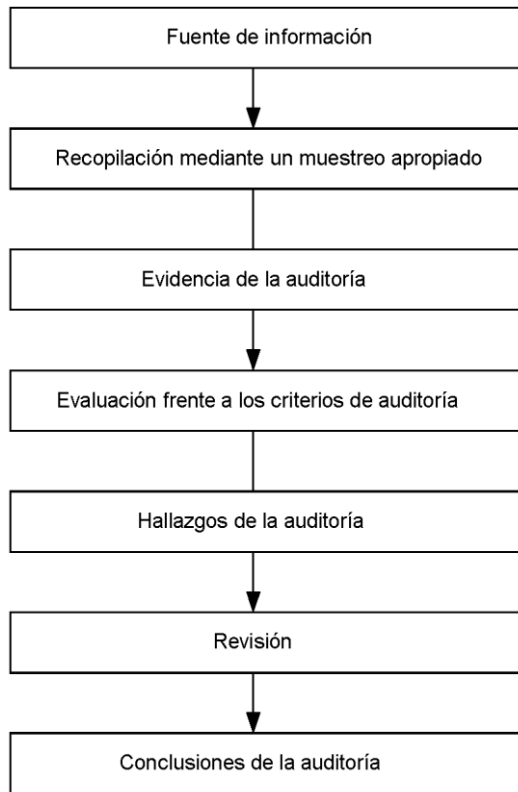 Fuente de información
Recopilación mediante un muestreo apropiado
Evidencia de la auditoría
Evaluación frente a los criterios de auditoría
Hallazgos de la auditoría
Revisión
Conclusiones de la auditoría